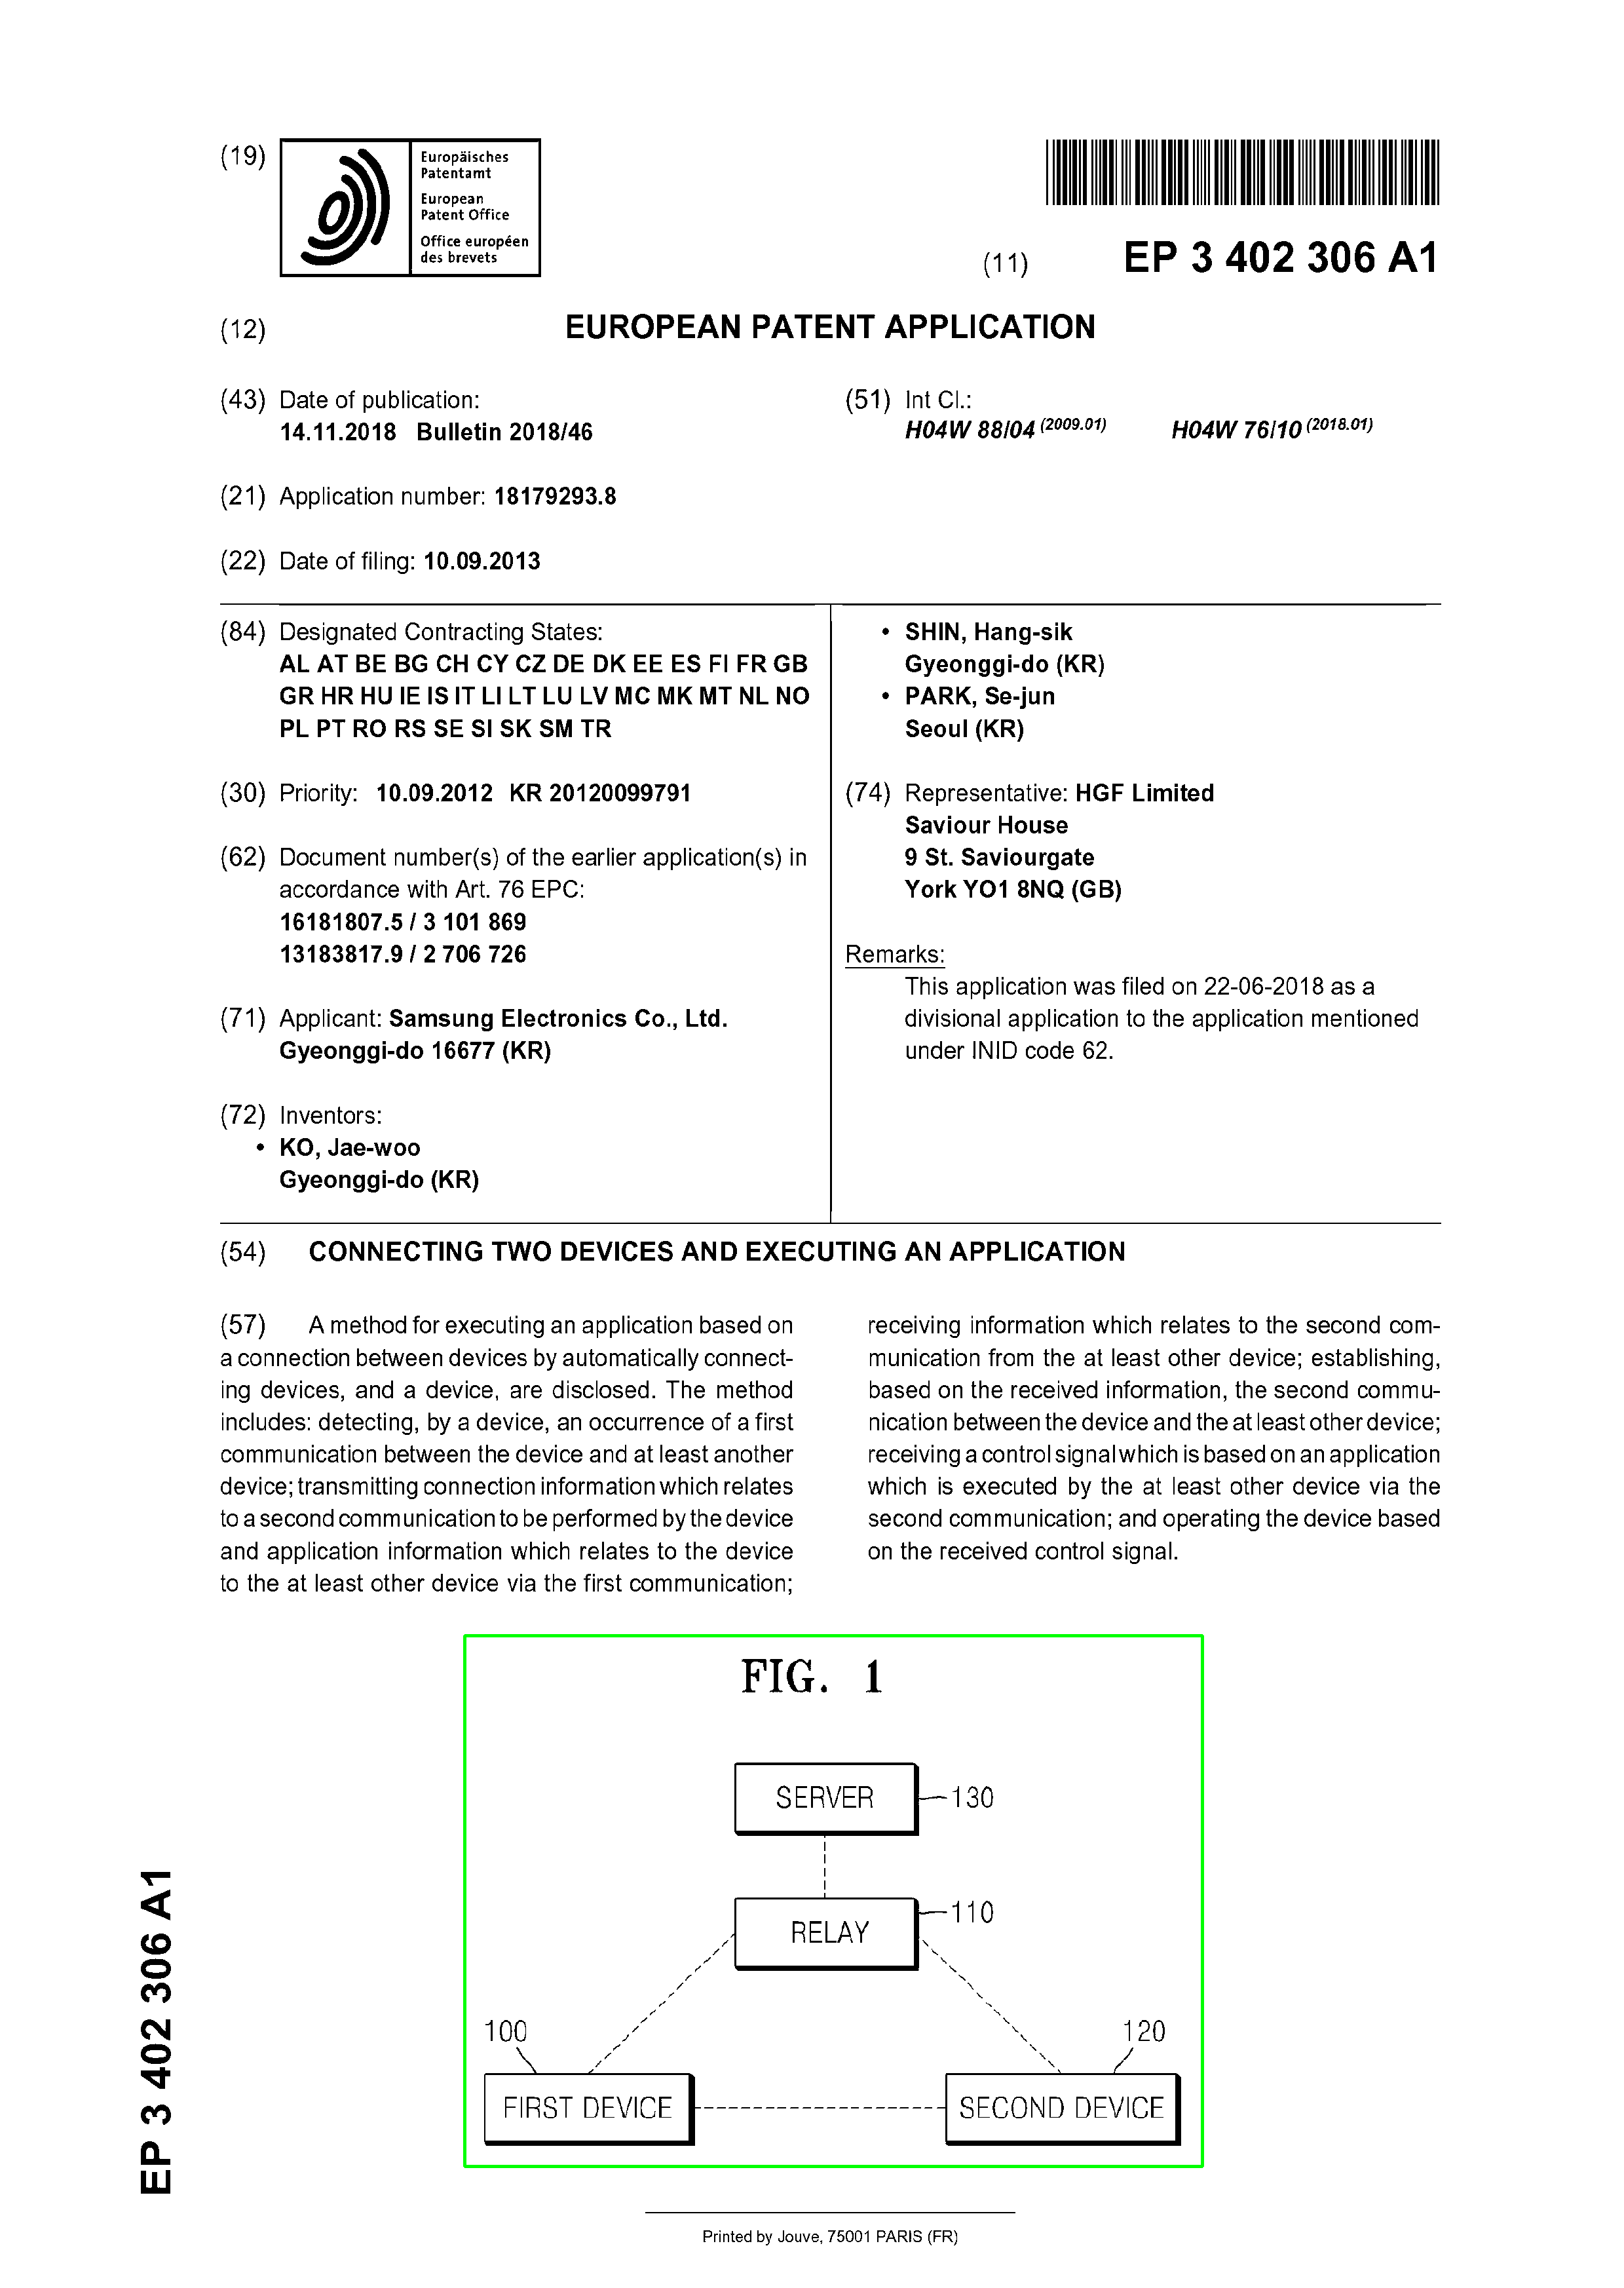 (19)
Europäisches
Patentamt
European
Patent Office
Office européen
des brevets
(11)
EP 3 402 306 A1
(12)
EUROPEAN PATENT APPLICATION
(43) Date of publication:
14.11.2018 Bulletin 2018/46
(51) Int Cl.:
H04W 88/04 (2009.01) H04W 76/10 (2018.01)
(21) Application number: 18179293.8
(22) Date of filing: 10.09.2013
(84) Designated Contracting States:
AL AT BE BG CH CY CZ DE DK EE ES FI FR GB
GR HR HU IE IS IT LI LT LU LV MC MK MT NL NO
PL PT RO RS SE SI SK SM TR
(30) Priority: 10.09.2012 KR 20120099791
(62) Document number(s) of the earlier application(s) in
accordance with Art. 76 EPC:
16181807.5 / 3 101 869
13183817.9 / 2 706 726
(71) Applicant: Samsung Electronics Co., Ltd.
Gyeonggi-do 16677 (KR)
(72) Inventors:
• KO, Jae-woo
Gyeonggi-do (KR)
• SHIN, Hang-sik
Gyeonggi-do (KR)
• PARK, Se-jun
Seoul (KR)
(74) Representative: HGF Limited
Saviour House
9 St. Saviourgate
York YO1 8NQ (GB)
Remarks:
This application was filed on 22-06-2018 as a
divisional application to the application mentioned
under INID code 62.
(54) CONNECTING TWO DEVICES AND EXECUTING AN APPLICATION
(57) A method for executing an application based on
a connection between devices by automatically connect-
ing devices, and a device, are disclosed. The method
includes: detecting, by a device, an occurrence of a first
communication between the device and at least another
device; transmitting connection information which relates
to a second communication to be performed by the device
and application information which relates to the device
to the at least other device via the first communication;
receiving information which relates to the second com-
munication from the at least other device; establishing,
based on the received information, the second commu-
nication between the device and the at least other device;
receiving a control signal which is based on an application
which is executed by the at least other device via the
second communication; and operating the device based
on the received control signal.
FIG. 1
SERVER
130
RELAY
110
100
120
FIRST DEVICE
SECOND DEVICE
EP 3 402 306 A1
Printed by Jouve, 75001 PARIS (FR)